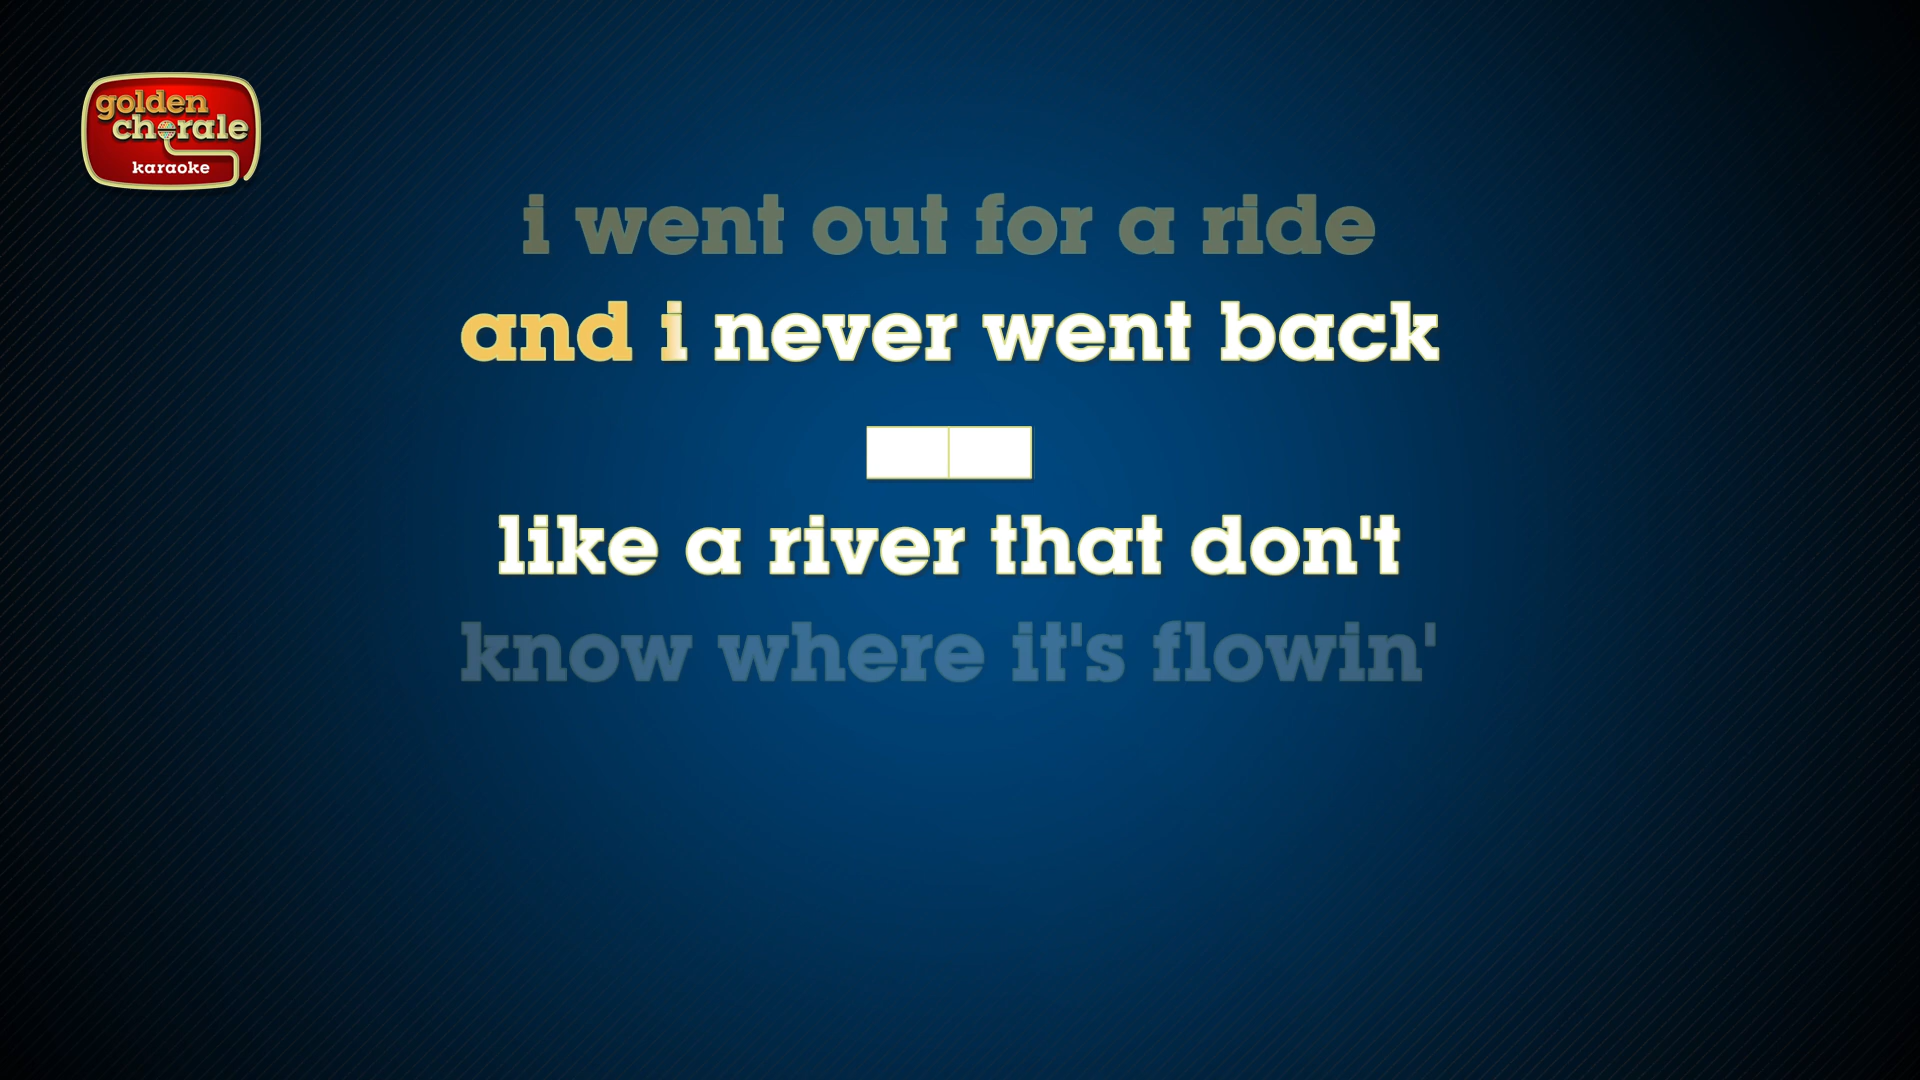 golden
chorale
karaoke
i went out for a ride
and i never went back
like a river that don't
know where it's flowin'